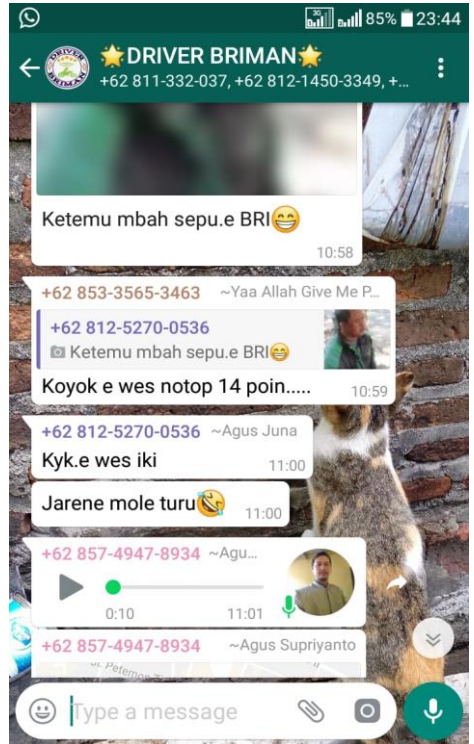 3G 85% 23:44
DRIVER BRIMAN
+62 811-332-037, +62 812-1450-3349, +...
Ketemu mbah sepu.e BRI😁
10:58
+62 853-3565-3463 ~Yaa Allah Give Me P...
+62 812-5270-0536
Ketemu mbah sepu.e BRI😁
Koyok e wes notop 14 poin..... 10:59
+62 812-5270-0536 ~Agus Juna
Kyk.e wes iki 11:00
Jarene mole turu🤣 11:00
+62 857-4947-8934 ~Agu...
0:10 11:01
+62 857-4947-8934 ~Agus Supriyanto
Petemon
Type a message